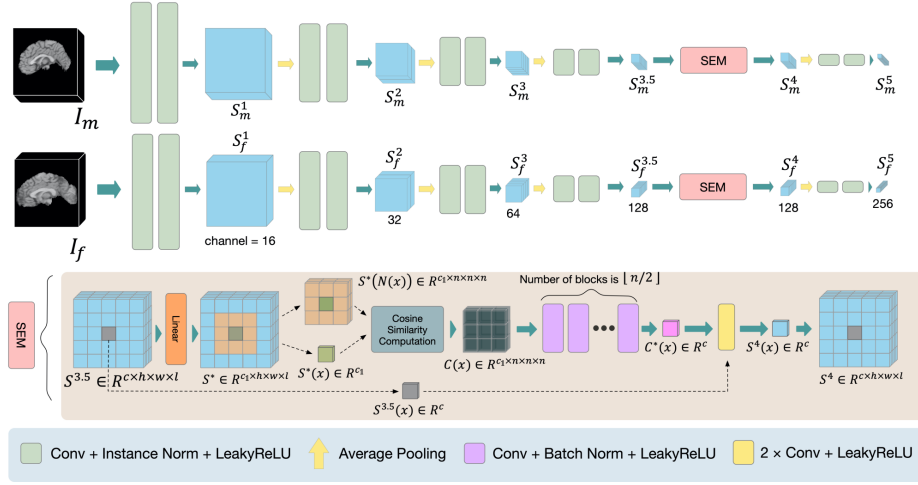 I_m
S_m^1
S_m^2
S_m^3
S_m^{3.5}
SEM
S_m^4
S_m^5
I_f
S_f^1
channel = 16
S_f^2
32
S_f^3
64
S_f^{3.5}
128
SEM
S_f^4
128
S_f^5
256
SEM
S^{3.5} ∈ R^{c×h×w×l}
Linear
S^* ∈ R^{c_1×h×w×l}
S^*(N(x)) ∈ R^{c_1×n×n×n}
S^*(x) ∈ R^{c_1}
Cosine
Similarity
Computation
C(x) ∈ R^{c_1×n×n×n}
Number of blocks is ⌊n/2⌋
C^*(x) ∈ R^c
S^4(x) ∈ R^c
S^4 ∈ R^{c×h×w×l}
S^{3.5}(x) ∈ R^c
Conv + Instance Norm + LeakyReLU
Average Pooling
Conv + Batch Norm + LeakyReLU
2 × Conv + LeakyReLU